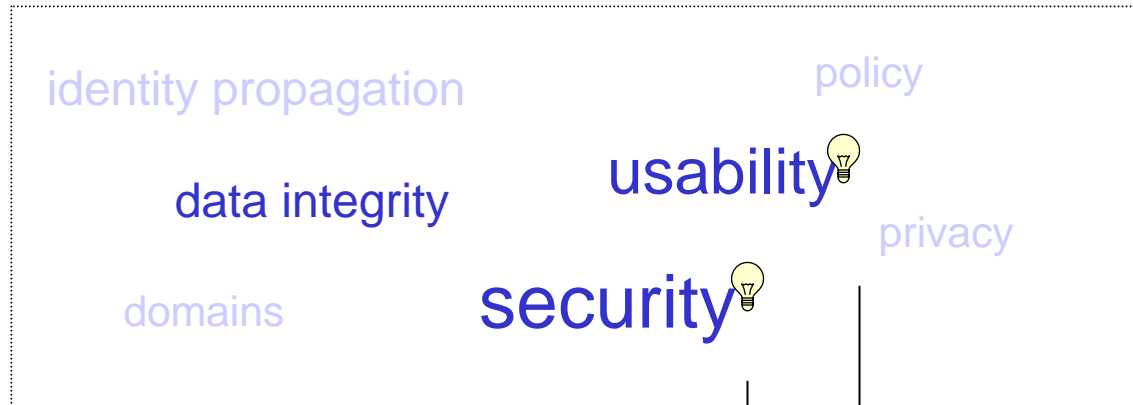 identity propagation
policy
usability
data integrity
privacy
security
domains